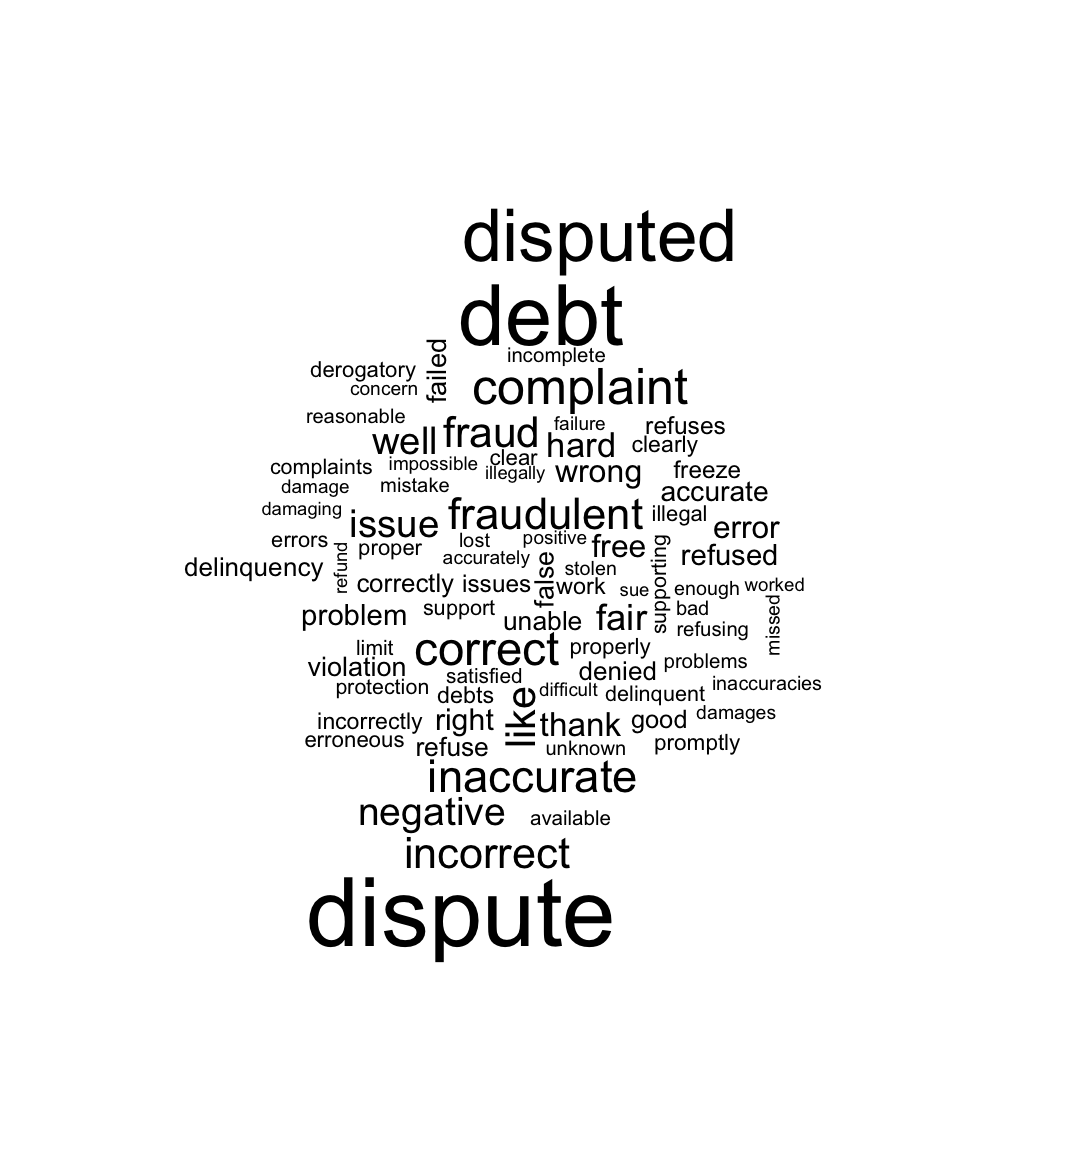 disputed
debt
incomplete
failed
derogatory
concern
complaint
reasonable
well fraud failure refuses
hard clearly
complaints impossible clear
illegally wrong freeze
damage mistake accurate
damaging issue fraudulent illegal error
errors proper lost positive free
refund accurately supporting refused
delinquency false stolen
correctly issues work sue enough worked
problem support unable fair bad missed
refusing
limit correct properly
violation satisfied denied problems
protection debts difficult delinquent inaccuracies
like
incorrectly right thank good damages
erroneous refuse unknown promptly
inaccurate
negative available
incorrect
dispute